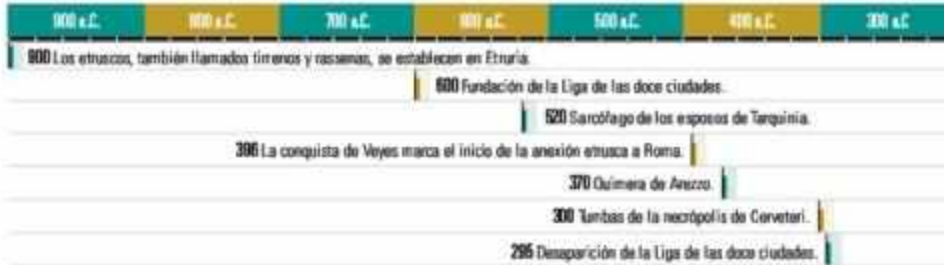 900 a.C. 800 a.C. 700 a.C. 600 a.C. 500 a.C. 400 a.C. 300 a.C.
900 Los etruscos, también llamados tirrenos y rassenas, se establecen en Etruria.
600 Fundación de la Liga de las doce ciudades.
520 Sarcófago de los esposos de Tarquinia.
396 La conquista de Veyes marca el inicio de la anexión etrusca a Roma.
370 Quimera de Arezzo.
300 Tumbas de la necrópolis de Cerveteri.
295 Desaparición de la Liga de las doce ciudades.